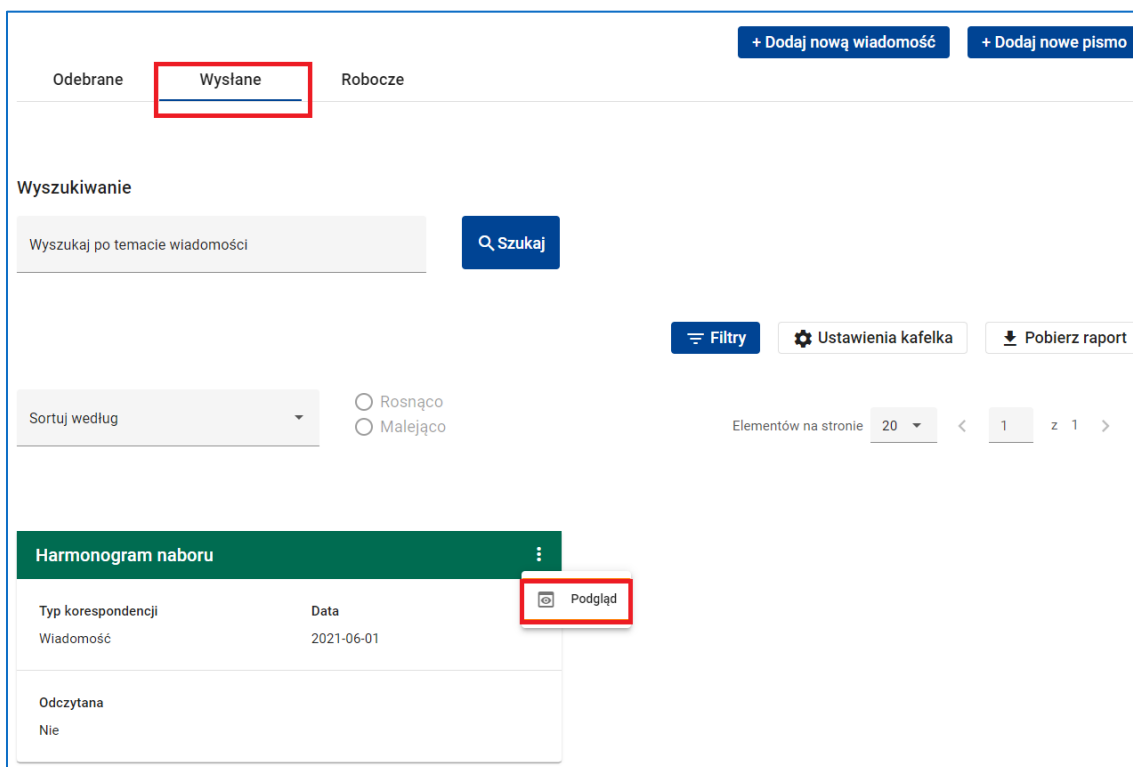 + Dodaj nową wiadomość + Dodaj nowe pismo
Odebrane Wysłane Robocze
Wyszukiwanie
Wyszukaj po temacie wiadomości Szukaj
Filtry Ustawienia kafelka Pobierz raport
Sortuj według Rosnąco
Malejąco Elementów na stronie 20 1 z 1
Harmonogram naboru
Podgląd
Typ korespondencji Data
Wiadomość 2021-06-01
Odczytana
Nie